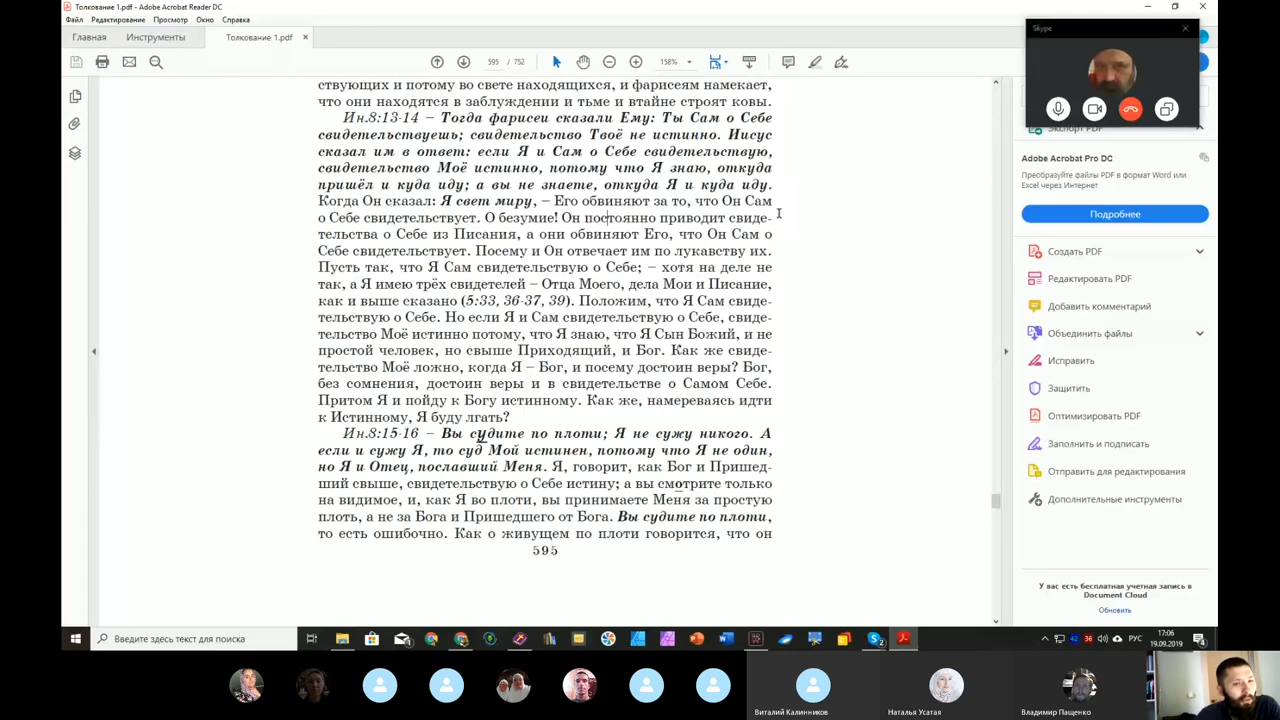 Толкование 1.pdf - Adobe Acrobat Reader DC
Файл Редактирование Просмотр Окно Справка
Главная Инструменты Толкование 1.pdf
595 / 752 158%
ствующих и потому во свете находящихся, и фарисеям намекает,
что они находятся в заблуждении и тьме и втайне строят ковы.
Ин.8:13-14 – Тогда фарисеи сказали Ему: Ты Сам о Себе
свидетельствуешь; свидетельство Твоё не истинно. Иисус
сказал им в ответ: если Я и Сам о Себе свидетельствую,
свидетельство Моё истинно, потому что Я знаю, откуда
пришёл и куда иду, а вы не знаете, откуда Я и куда иду.
Когда Он сказал: Я свет миру, – Его обвиняют за то, что Он Сам
о Себе свидетельствует. О безумие! Он постоянно приводит свиде-
тельства о Себе из Писания, а они обвиняют Его, что Он Сам о
Себе свидетельствует. Посему и Он отвечает им по лукавству их.
Пусть так, что Я Сам свидетельствую о Себе; – хотя на деле не
так, и Я имею трёх свидетелей – Отца Моего, дела Мои и Писание,
как и выше сказано (5:33, 36-37, 39). Положим, что Я Сам свиде-
тельствую о Себе. Но если Я и Сам свидетельствую о Себе, свиде-
тельство Моё истинно потому, что Я знаю, что Я Сын Божий, и не
простой человек, но свыше Приходящий, и Бог. Как же свиде-
тельство Моё ложно, когда Я – Бог, и посему достоин веры? Бог,
без сомнения, достоин веры и в свидетельстве о Самом Себе.
Притом Я и пойду к Богу истинному. Как же, намереваясь идти
к Истинному, Я буду лгать?
Ин.8:15-16 – Вы судите по плоти; Я не сужу никого. А
если и сужу Я, то суд Мой истинен, потому что Я не один,
но Я и Отец, пославший Меня. Я, говорит, как Бог и Пришед-
ший свыше, свидетельствую о Себе истину; а вы смотрите только
на видимое, и, как Я во плоти, вы принимаете Меня за простую
плоть, а не за Бога и Пришедшего от Бога. Вы судите по плоти,
то есть ошибочно. Как о живущем по плоти говорится, что он
595
Skype
Экспорт PDF
Adobe Acrobat Pro DC
Преобразуйте файлы PDF в формат Word или
Excel через Интернет
Подробнее
Создать PDF
Редактировать PDF
Добавить комментарий
Объединить файлы
Исправить
Защитить
Оптимизировать PDF
Заполнить и подписать
Отправить для редактирования
Дополнительные инструменты
У вас есть бесплатная учетная запись в
Document Cloud
Обновить
Введите здесь текст для поиска
42 36 РУС 17:06
19.09.2019
Виталий Калинников Наталья Усатая Владимир Пащенко